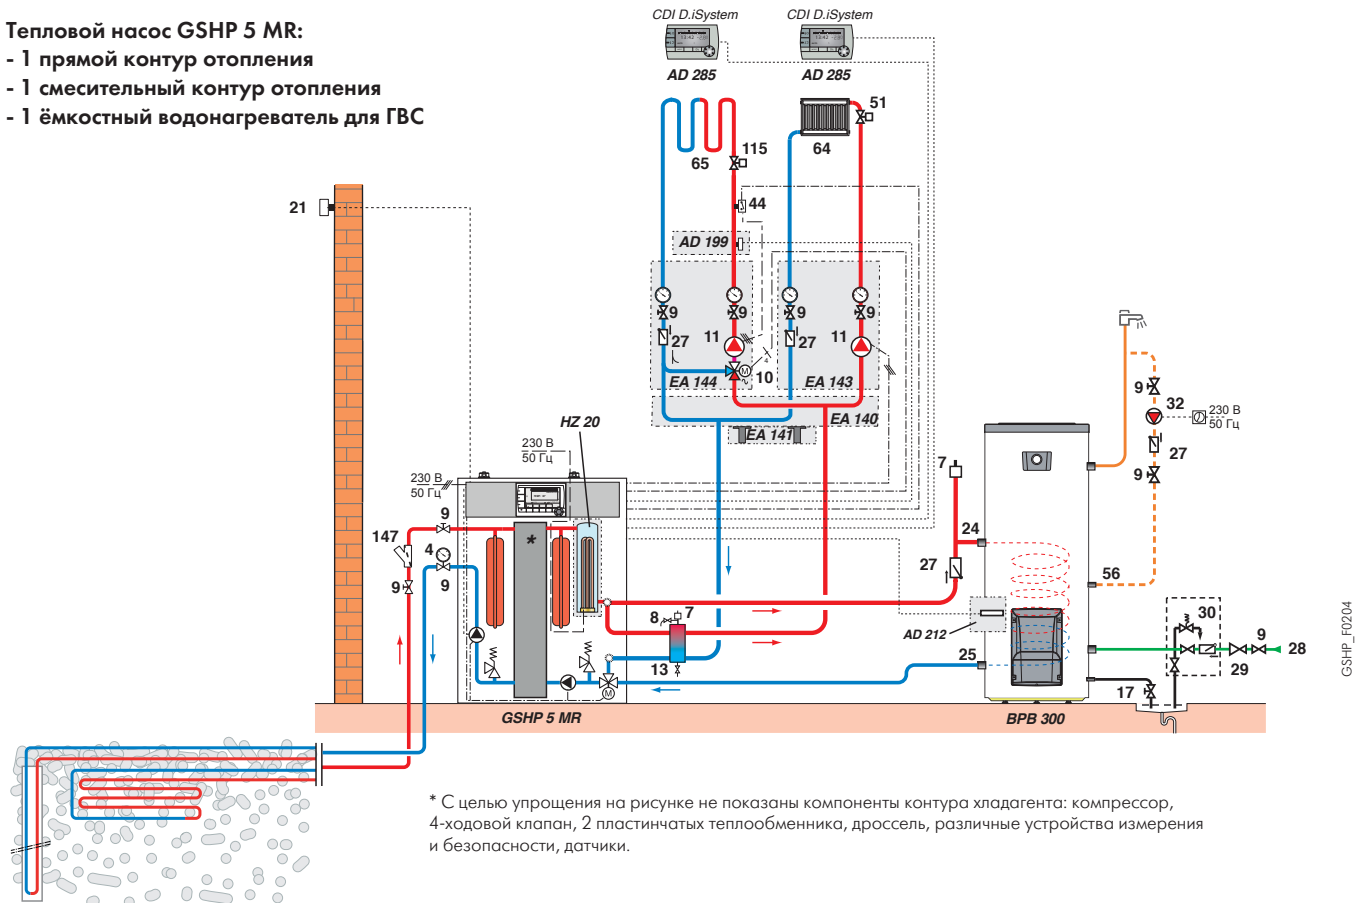 Тепловой насос GSHP 5 MR:
- 1 прямой контур отопления
- 1 смесительный контур отопления
- 1 ёмкостный водонагреватель для ГВС
CDI D.iSystem
CDI D.iSystem
AD 285
AD 285
51
65
115
64
21
44
AD 199
9
9
9
9
27
11
27
11
4
10
M
EA 144
EA 143
EA 140
EA 141
HZ 20
230 В
50 Гц
230 В
50 Гц
9
147
4
9
9
*
M
GSHP 5 MR
8
7
13
7
24
27
AD 212
25
BPB 300
9
32
230 В
50 Гц
27
9
56
30
9
28
29
17
GSHP_F0204
* С целью упрощения на рисунке не показаны компоненты контура хладагента: компрессор,
4-ходовой клапан, 2 пластинчатых теплообменника, дроссель, различные устройства измерения
и безопасности, датчики.